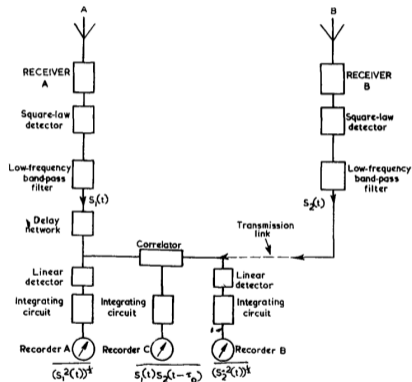 A
B
RECEIVER
A
RECEIVER
B
Square-law
detector
Square-law
detector
Low-frequency
band-pass
filter
Low-frequency
band-pass
filter
S₁(t)
S₂(t)
Delay
network
Transmission
link
Correlator
Linear
detector
Linear
detector
Integrating
circuit
Integrating
circuit
Integrating
circuit
Recorder A
Recorder C
Recorder B
(S₁²(t))½
S₁(t)S₂(t-τ₀)
(S₂²(t))½